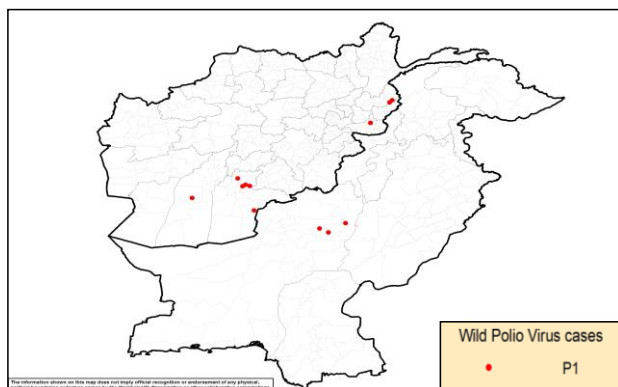 Wild Polio Virus cases
P1
The information shown on this map does not imply official recognition or endorsement of any physical,